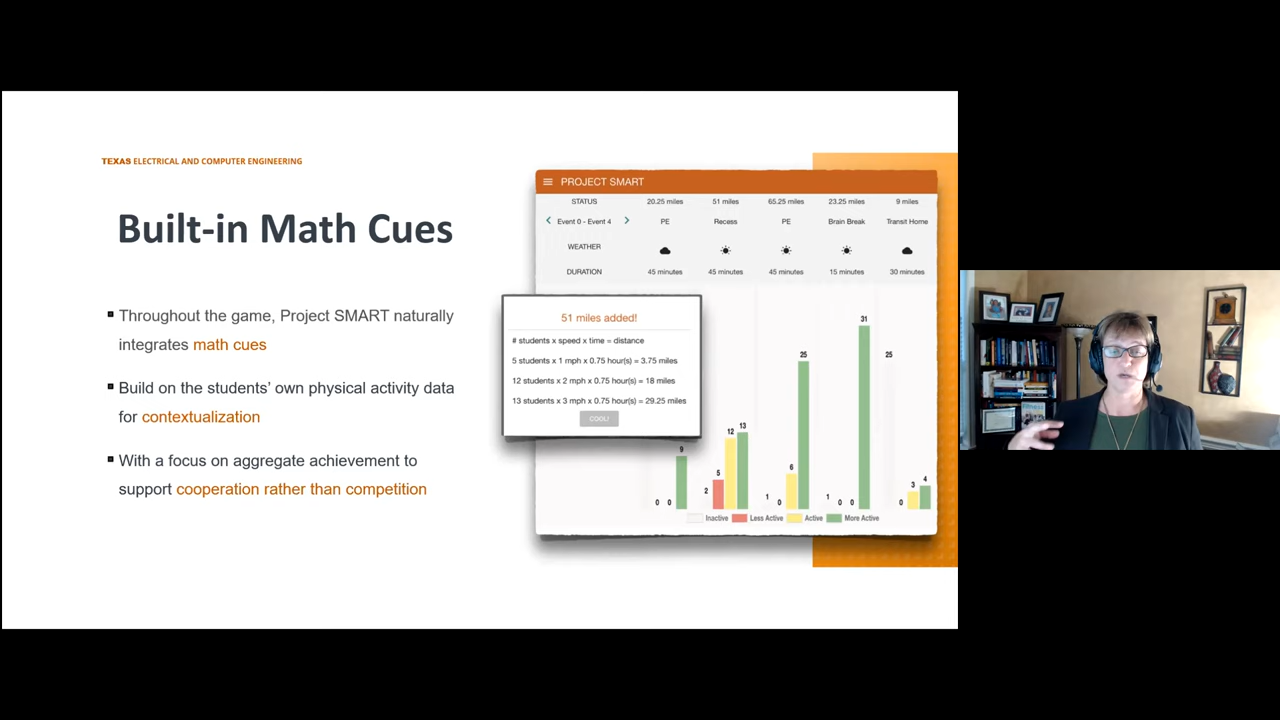 TEXAS ELECTRICAL AND COMPUTER ENGINEERING
Built-in Math Cues
Throughout the game, Project SMART naturally
integrates math cues
Build on the students' own physical activity data
for contextualization
With a focus on aggregate achievement to
support cooperation rather than competition
PROJECT SMART
STATUS 20.25 miles 51 miles 65.25 miles 23.25 miles 9 miles
Event 0 - Event 4 PE Recess PE Brain Break Transit Home
WEATHER
DURATION 45 minutes 45 minutes 45 minutes 15 minutes 30 minutes
51 miles added!
# students x speed x time = distance
5 students x 1 mph x 0.75 hour(s) = 3.75 miles
12 students x 2 mph x 0.75 hour(s) = 18 miles
13 students x 3 mph x 0.75 hour(s) = 29.25 miles
COOL!
0 0 9 2 5 12 13 1 0 6 25 1 0 0 31 25 0 3 4
Inactive Less Active Active More Active
Fitness